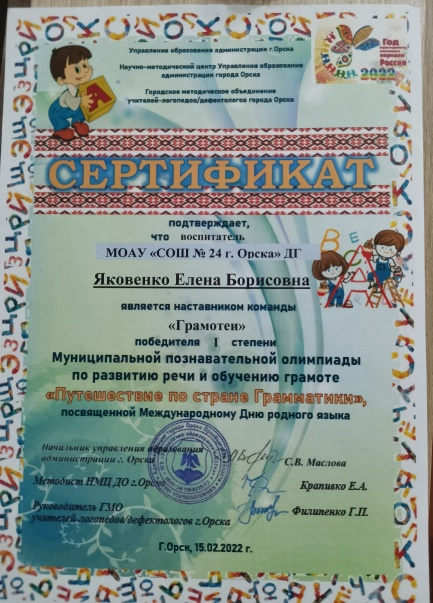 Управление образования администрации г.Орска
Научно-методический центр Управления образования
администрации города Орска
Городское методическое объединение
учителей-логопедов/дефектологов города Орска
Год
России
2022
СЕРТИФИКАТ
подтверждает,
что воспитатель
МОАУ «СОШ № 24 г. Орска» ДГ
Яковенко Елена Борисовна
является наставником команды
«Грамотеи»
победителя I степени
Муниципальной познавательной олимпиады
по развитию речи и обучению грамоте
«Путешествие по стране Грамматики»,
посвященной Международному Дню родного языка
Начальник управления образования
администрации г. Орска С.В. Маслова
Методист НМЦ ДО г.Орска Крапивко Е.А.
Руководитель ГМО Филипенко Г.П.
учителей-логопедов/дефектологов г.Орска
Г.Орск, 15.02.2022 г.